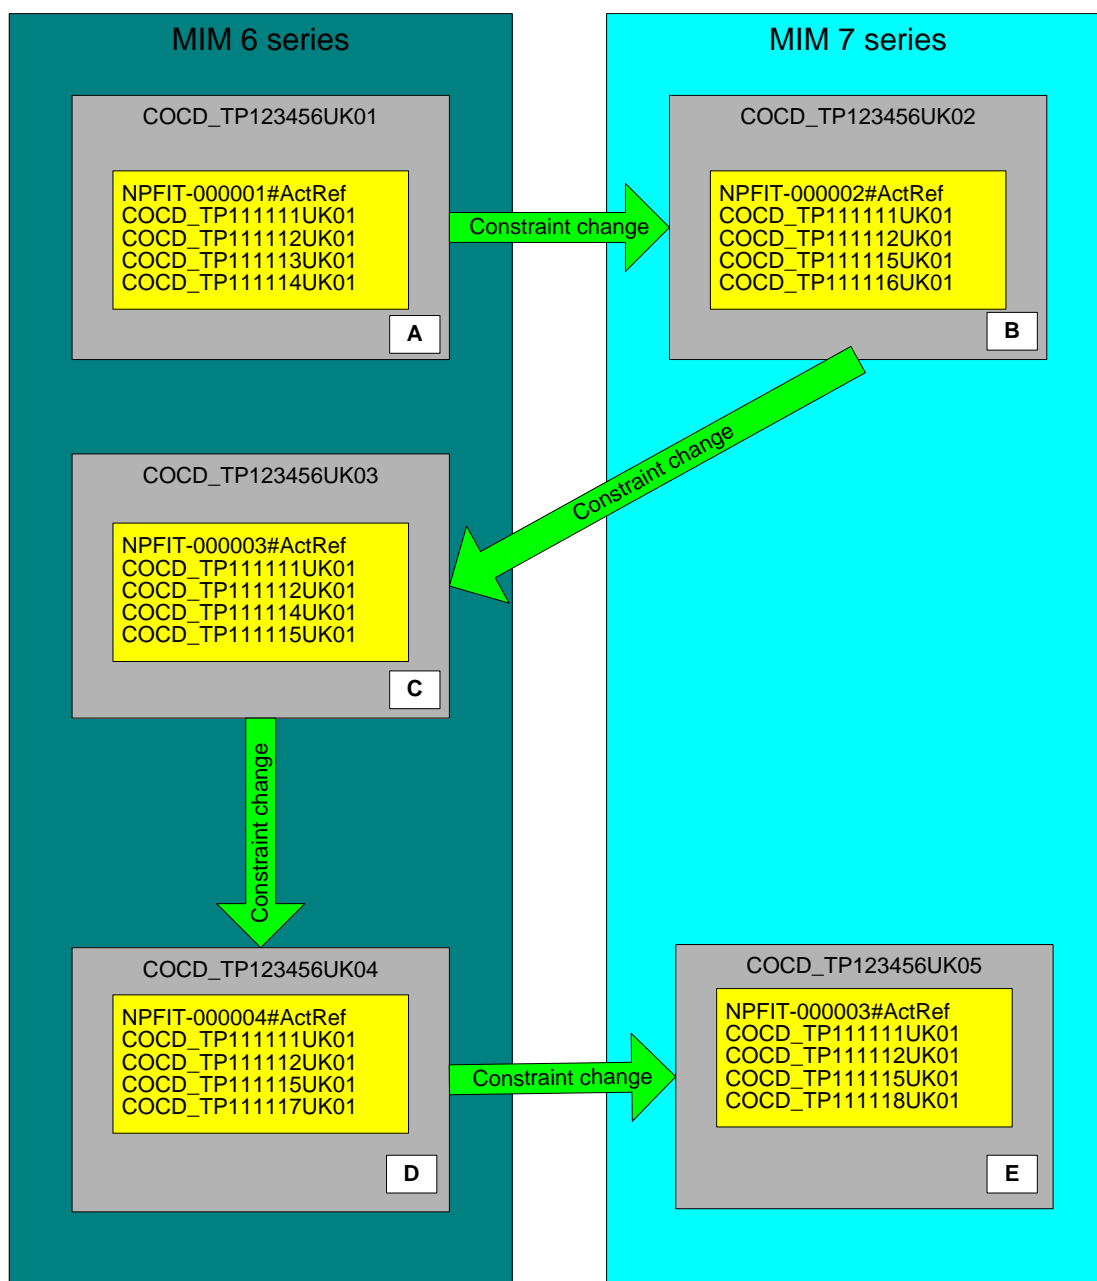 MIM 6 series
MIM 7 series
COCD_TP123456UK01
NPFIT-000001#ActRef
COCD_TP111111UK01
COCD_TP111112UK01
COCD_TP111113UK01
COCD_TP111114UK01
A
Constraint change
COCD_TP123456UK02
NPFIT-000002#ActRef
COCD_TP111111UK01
COCD_TP111112UK01
COCD_TP111115UK01
COCD_TP111116UK01
B
Constraint change
COCD_TP123456UK03
NPFIT-000003#ActRef
COCD_TP111111UK01
COCD_TP111112UK01
COCD_TP111114UK01
COCD_TP111115UK01
C
Constraint change
COCD_TP123456UK04
NPFIT-000004#ActRef
COCD_TP111111UK01
COCD_TP111112UK01
COCD_TP111115UK01
COCD_TP111117UK01
D
Constraint change
COCD_TP123456UK05
NPFIT-000003#ActRef
COCD_TP111111UK01
COCD_TP111112UK01
COCD_TP111115UK01
COCD_TP111118UK01
E